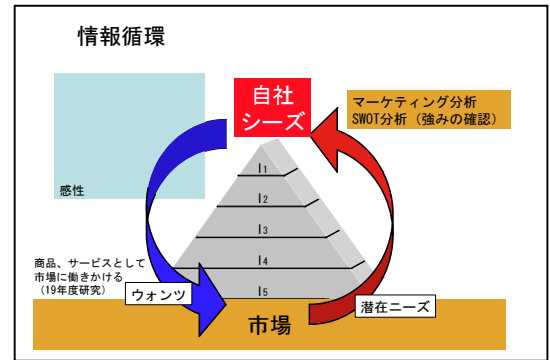 情報循環
自社
シーズ
マーケティング分析
SWOT分析（強みの確認）
感性
I1
I2
I3
I4
I5
商品、サービスとして
市場に働きかける
（19年度研究）
ウォンツ
市場
潜在ニーズ